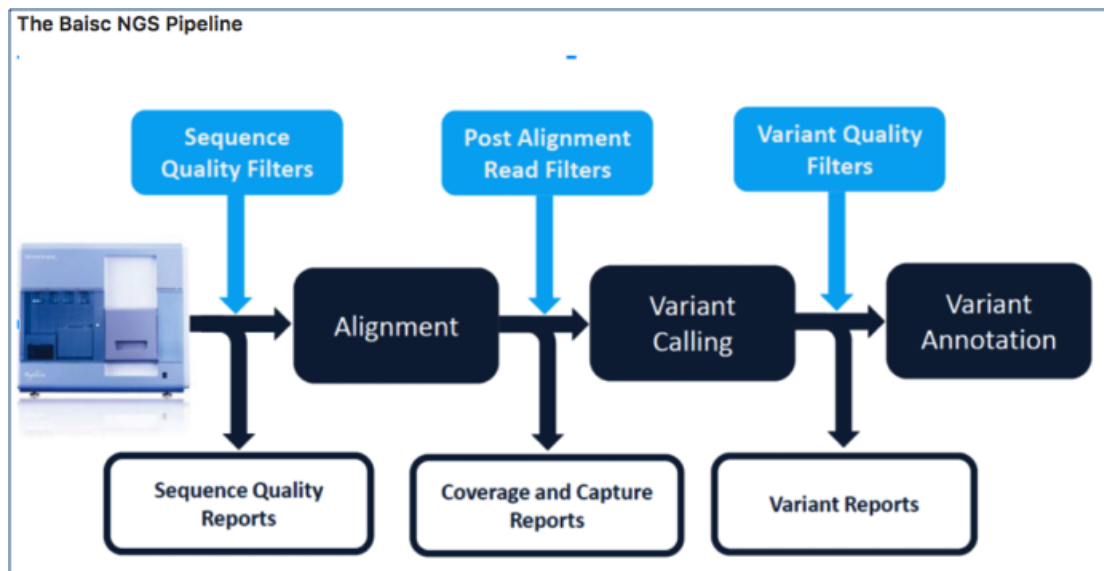 The Baisc NGS Pipeline
Sequence
Quality Filters
Post Alignment
Read Filters
Variant Quality
Filters
Alignment
Variant
Calling
Variant
Annotation
Sequence Quality
Reports
Coverage and Capture
Reports
Variant Reports